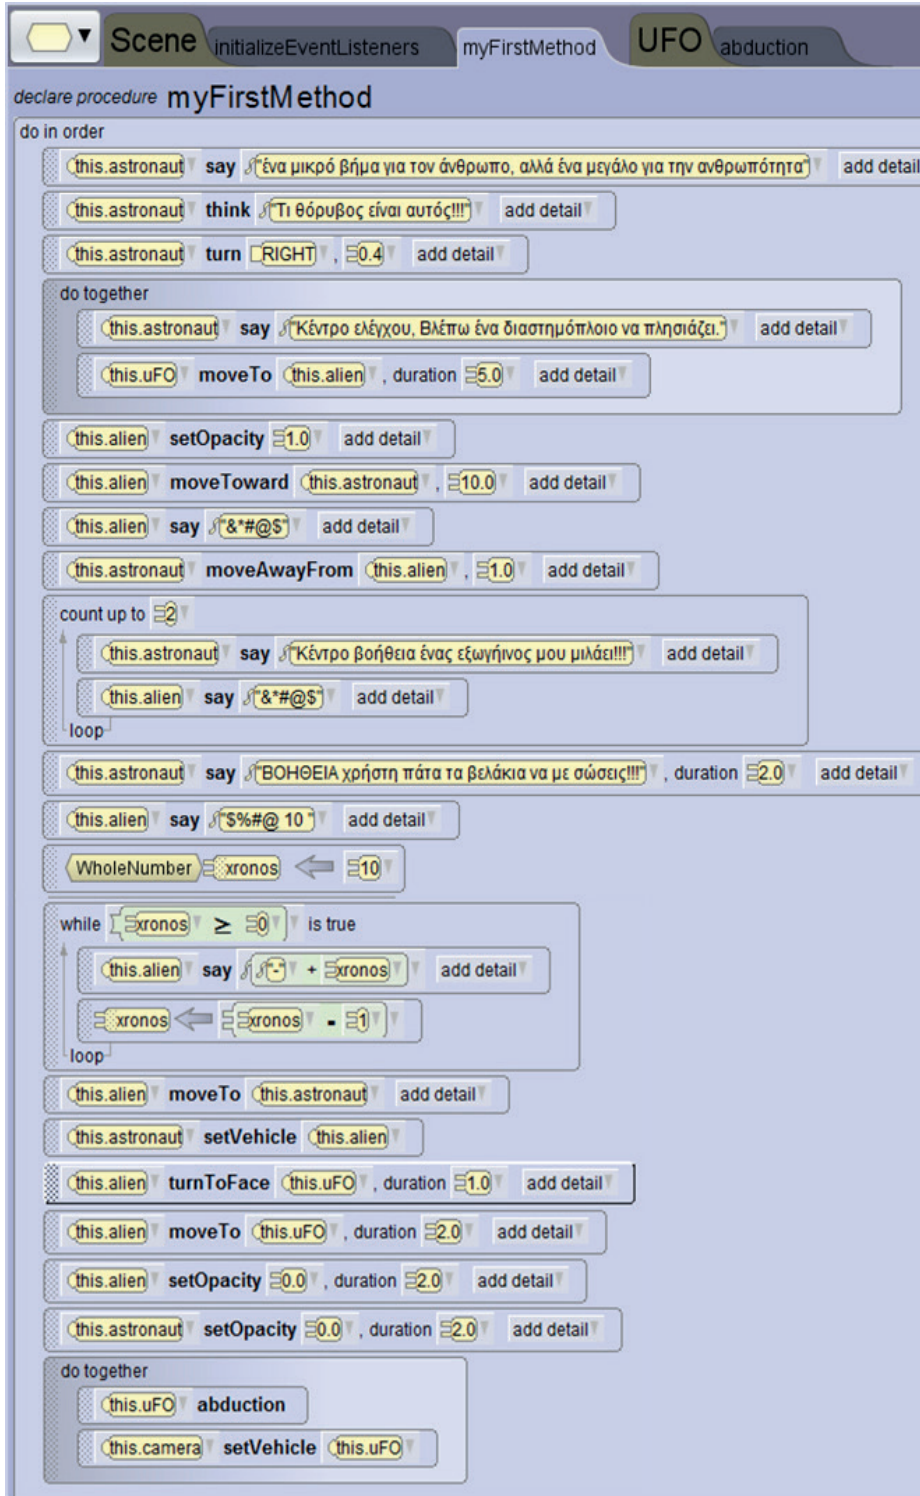 Scene initializeEventListeners myFirstMethod UFO abduction
declare procedure myFirstMethod
do in order
this.astronaut say "ένα μικρό βήμα για τον άνθρωπο, αλλά ένα μεγάλο για την ανθρωπότητα" add detail
this.astronaut think "Τι θόρυβος είναι αυτός!!!" add detail
this.astronaut turn RIGHT , 0.4 add detail
do together
this.astronaut say "Κέντρο ελέγχου, Βλέπω ένα διαστημόπλοιο να πλησιάζει." add detail
this.uFO moveTo this.alien , duration 5.0 add detail
this.alien setOpacity 1.0 add detail
this.alien moveToward this.astronaut , 10.0 add detail
this.alien say "&*#@$" add detail
this.astronaut moveAwayFrom this.alien , 1.0 add detail
count up to 2
this.astronaut say "Κέντρο βοήθεια ένας εξωγήινος μου μιλάει!!!" add detail
this.alien say "&*#@$" add detail
loop
this.astronaut say "ΒΟΗΘΕΙΑ χρήστη πάτα τα βελάκια να με σώσεις!!!" , duration 2.0 add detail
this.alien say "$%#@ 10 " add detail
WholeNumber xronos 10
while xronos ≥ 0 is true
this.alien say "-" + xronos add detail
xronos xronos - 1
loop
this.alien moveTo this.astronaut add detail
this.astronaut setVehicle this.alien
this.alien turnToFace this.uFO , duration 1.0 add detail
this.alien moveTo this.uFO , duration 2.0 add detail
this.alien setOpacity 0.0 , duration 2.0 add detail
this.astronaut setOpacity 0.0 , duration 2.0 add detail
do together
this.uFO abduction
this.camera setVehicle this.uFO